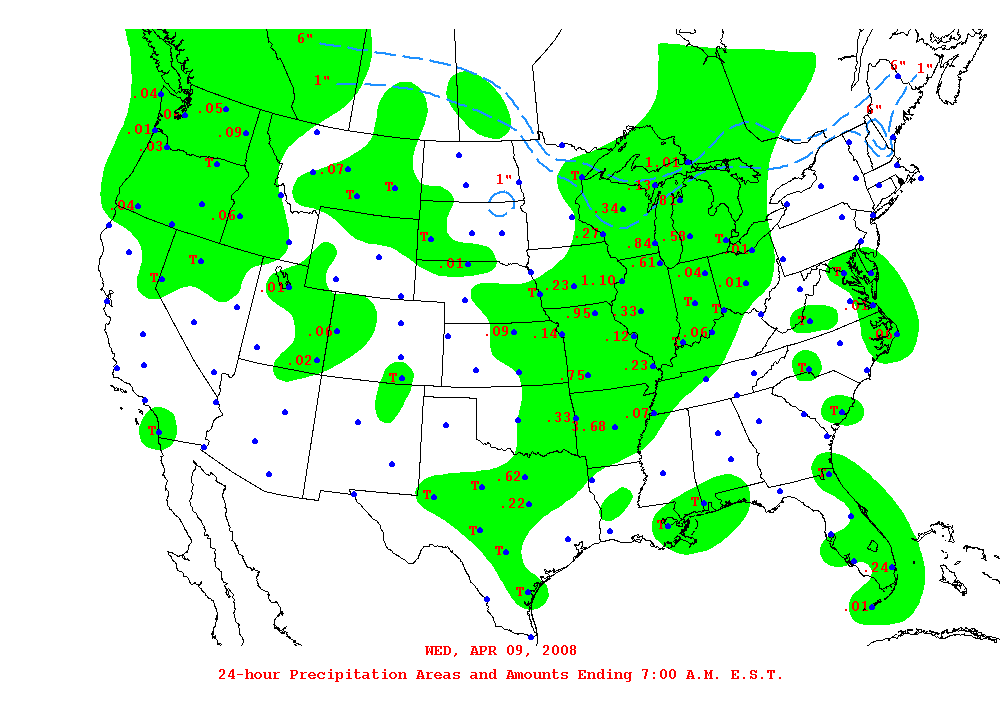 6"
6" 1"
1"
.04
.05
6"
.01
.09
.03
T
1.01
.07
T
.13
T
T
1"
.81
.04
.06
.34
.27
T
.84
.58
T
.01
T
.01
.61
T
T
.04
.01
.23
1.10
.01
T
T
T
.01
.95
.33
T
.06
.09
.14
.12
.06
T
.02
.23
T
.75
T
.33
.07
T
T
.68
.62
T
T
T
.22
T
T
T
T
.24
T
.01
WED, APR 09, 2008
24-hour Precipitation Areas and Amounts Ending 7:00 A.M. E.S.T.